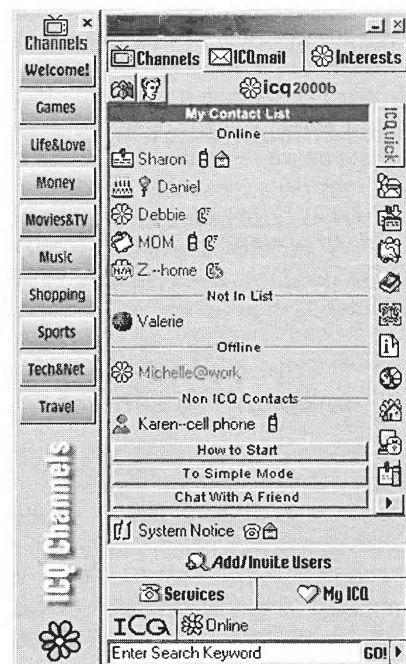 Channels
Welcome!
Games
Life&Love
Money
Movies&TV
Music
Shopping
Sports
Tech&Net
Travel
ICQ Channels
Channels ICQmail Interests
icq2000b
My Contact List
Online
Sharon
Daniel
Debbie
MOM
N/A Z--home
Not In List
Valerie
Offline
Michelle@work
Non ICQ Contacts
Karen--cell phone
How to Start
To Simple Mode
Chat With A Friend
ICQuick
System Notice
Add/Invite Users
Services My ICQ
ICQ Online
Enter Search Keyword GO!